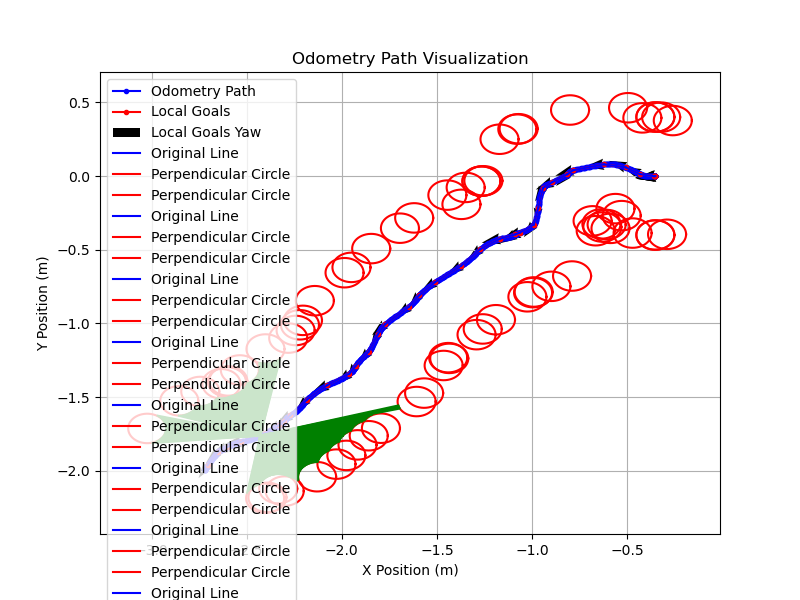 Odometry Path Visualization
Odometry Path
Local Goals
Local Goals Yaw
Original Line
Perpendicular Circle
Perpendicular Circle
Original Line
Perpendicular Circle
Perpendicular Circle
Original Line
Perpendicular Circle
Perpendicular Circle
Original Line
Perpendicular Circle
Perpendicular Circle
Original Line
Perpendicular Circle
Perpendicular Circle
Original Line
Perpendicular Circle
Perpendicular Circle
Original Line
Perpendicular Circle
Perpendicular Circle
Original Line
0.5
0.0
−0.5
−1.0
−1.5
−2.0
Y Position (m)
−2.0
−1.5
−1.0
−0.5
X Position (m)